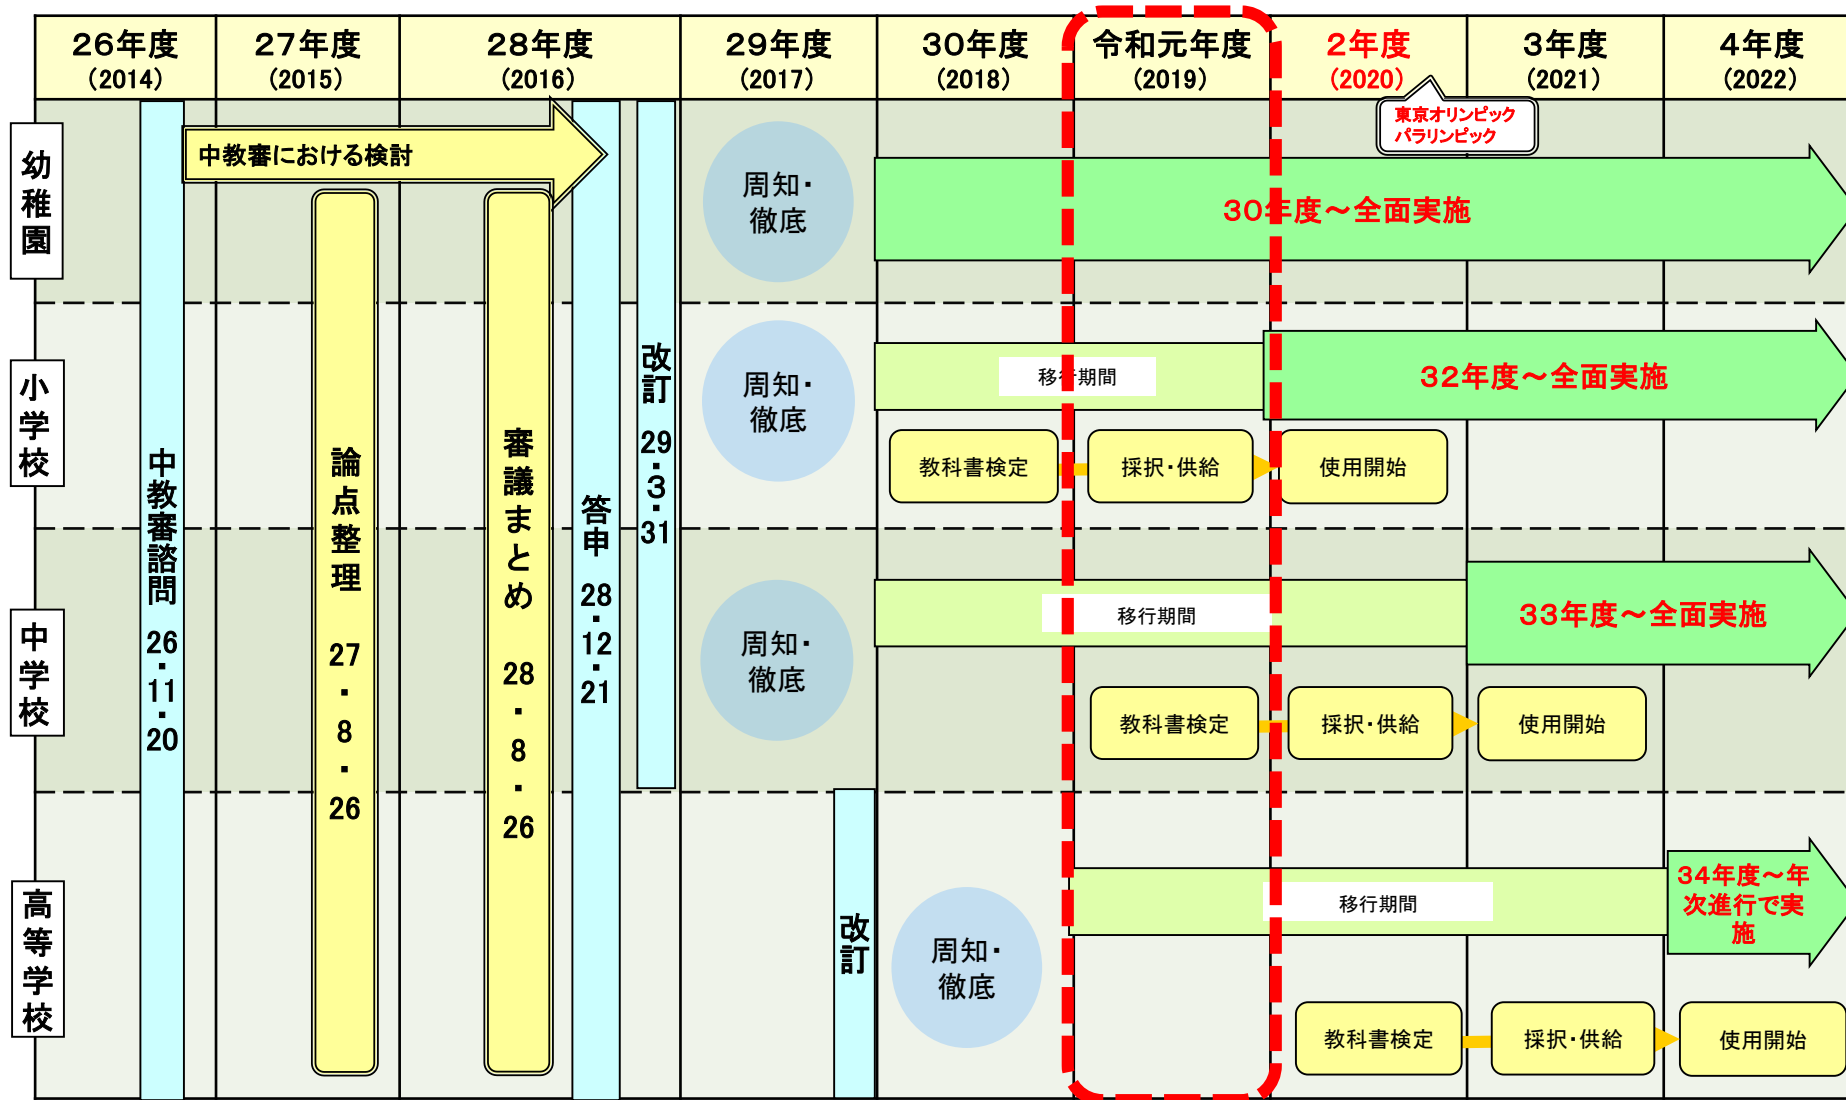 26年度
(2014)
27年度
(2015)
28年度
(2016)
29年度
(2017)
30年度
(2018)
令和元年度
(2019)
2年度
(2020)
3年度
(2021)
4年度
(2022)
東京オリンピック
パラリンピック
幼稚園
小学校
中学校
高等学校
中教審諮問 26・11・20
中教審における検討
論点整理 27・8・26
審議まとめ 28・8・26
答申 28・12・21
改訂 29・3・31
周知・
徹底
30年度～全面実施
周知・
徹底
移行期間
32年度～全面実施
教科書検定
採択・供給
使用開始
周知・
徹底
移行期間
33年度～全面実施
教科書検定
採択・供給
使用開始
改訂
周知・
徹底
移行期間
34年度～年
次進行で実
施
教科書検定
採択・供給
使用開始